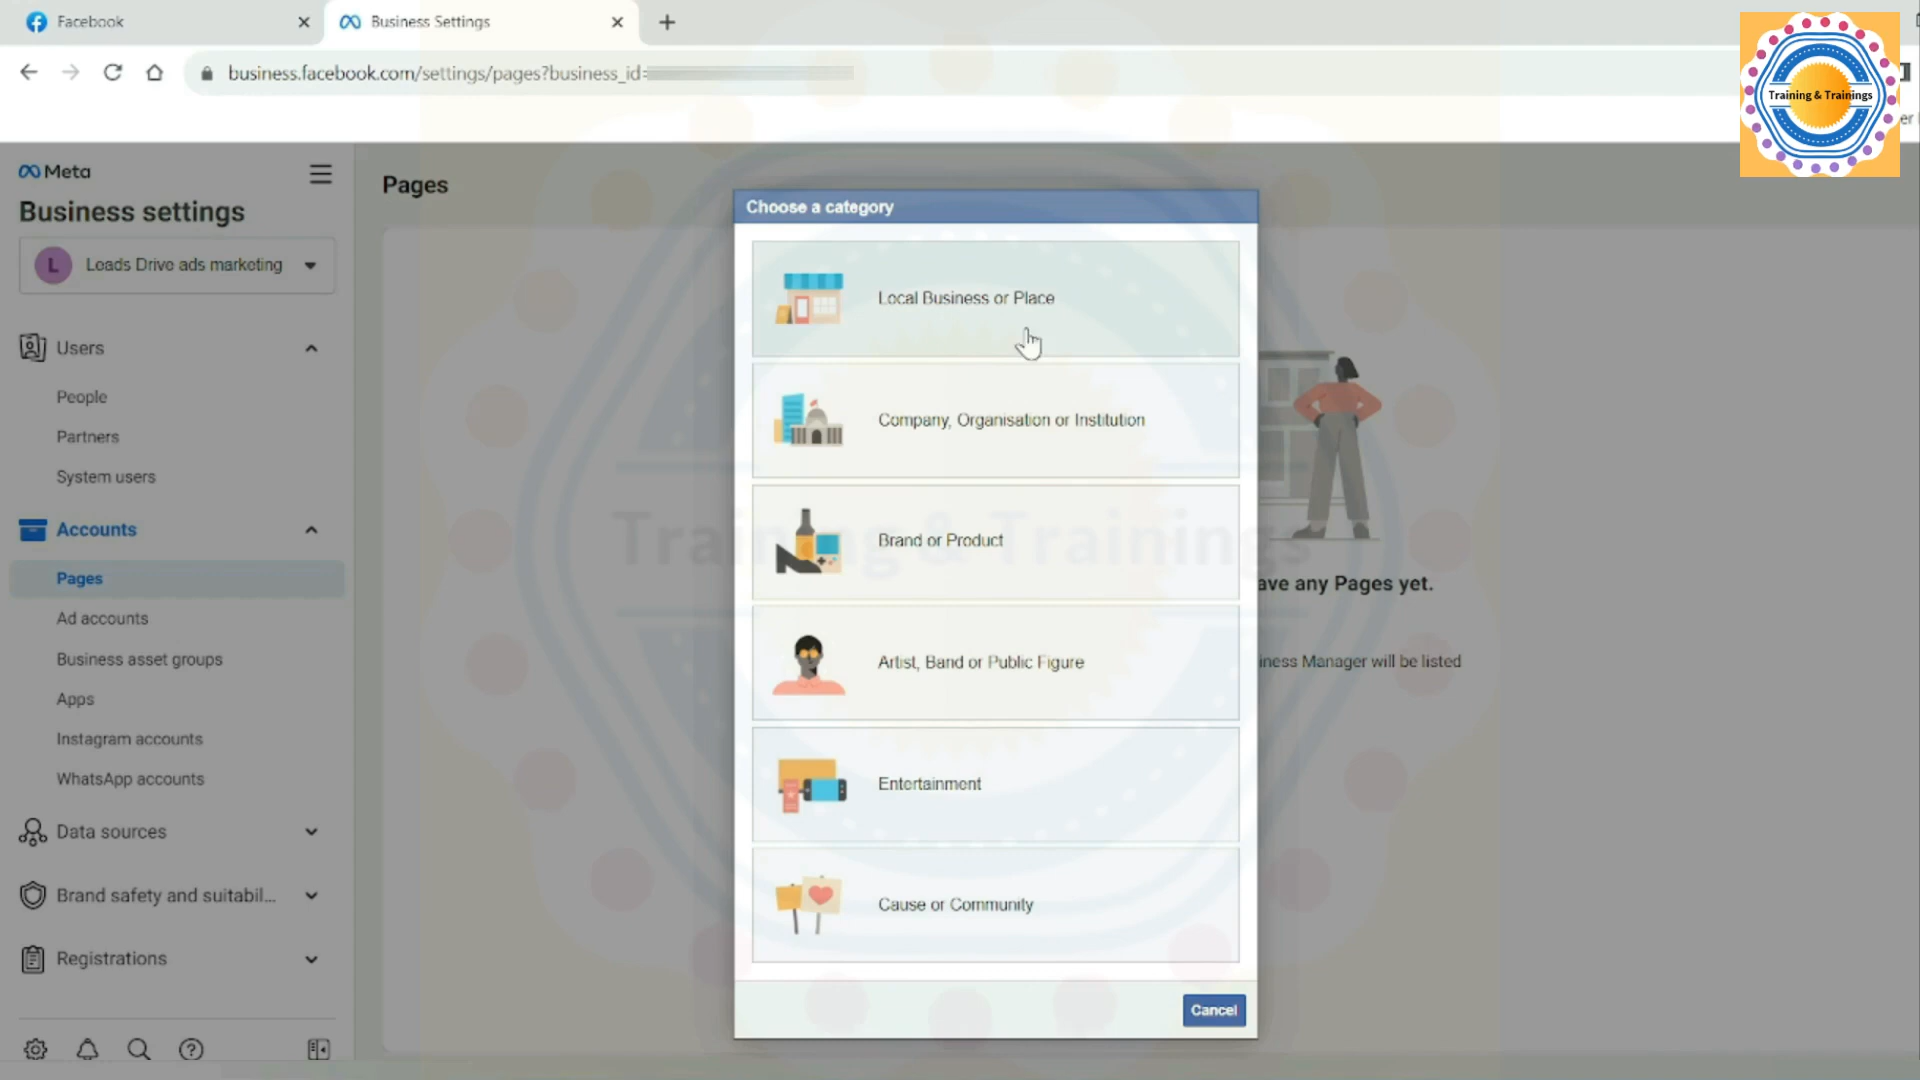 Facebook
Business Settings
business.facebook.com/settings/pages?business_id=
Training & Trainings
Meta
Business settings
L
Leads Drive ads marketing
Users
People
Partners
System users
Accounts
Pages
Ad accounts
Business asset groups
Apps
Instagram accounts
WhatsApp accounts
Data sources
Brand safety and suitabil...
Registrations
Pages
Choose a category
Local Business or Place
Company, Organisation or Institution
Brand or Product
Artist, Band or Public Figure
Entertainment
Cause or Community
Cancel
ave any Pages yet.
iness Manager will be listed
Training & Trainings